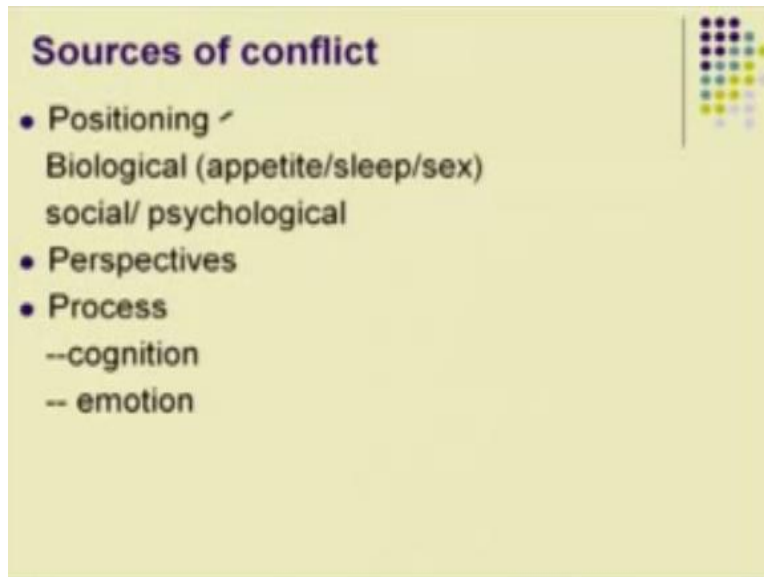 Sources of conflict
• Positioning
Biological (appetite/sleep/sex)
social/ psychological
• Perspectives
• Process
--cognition
-- emotion